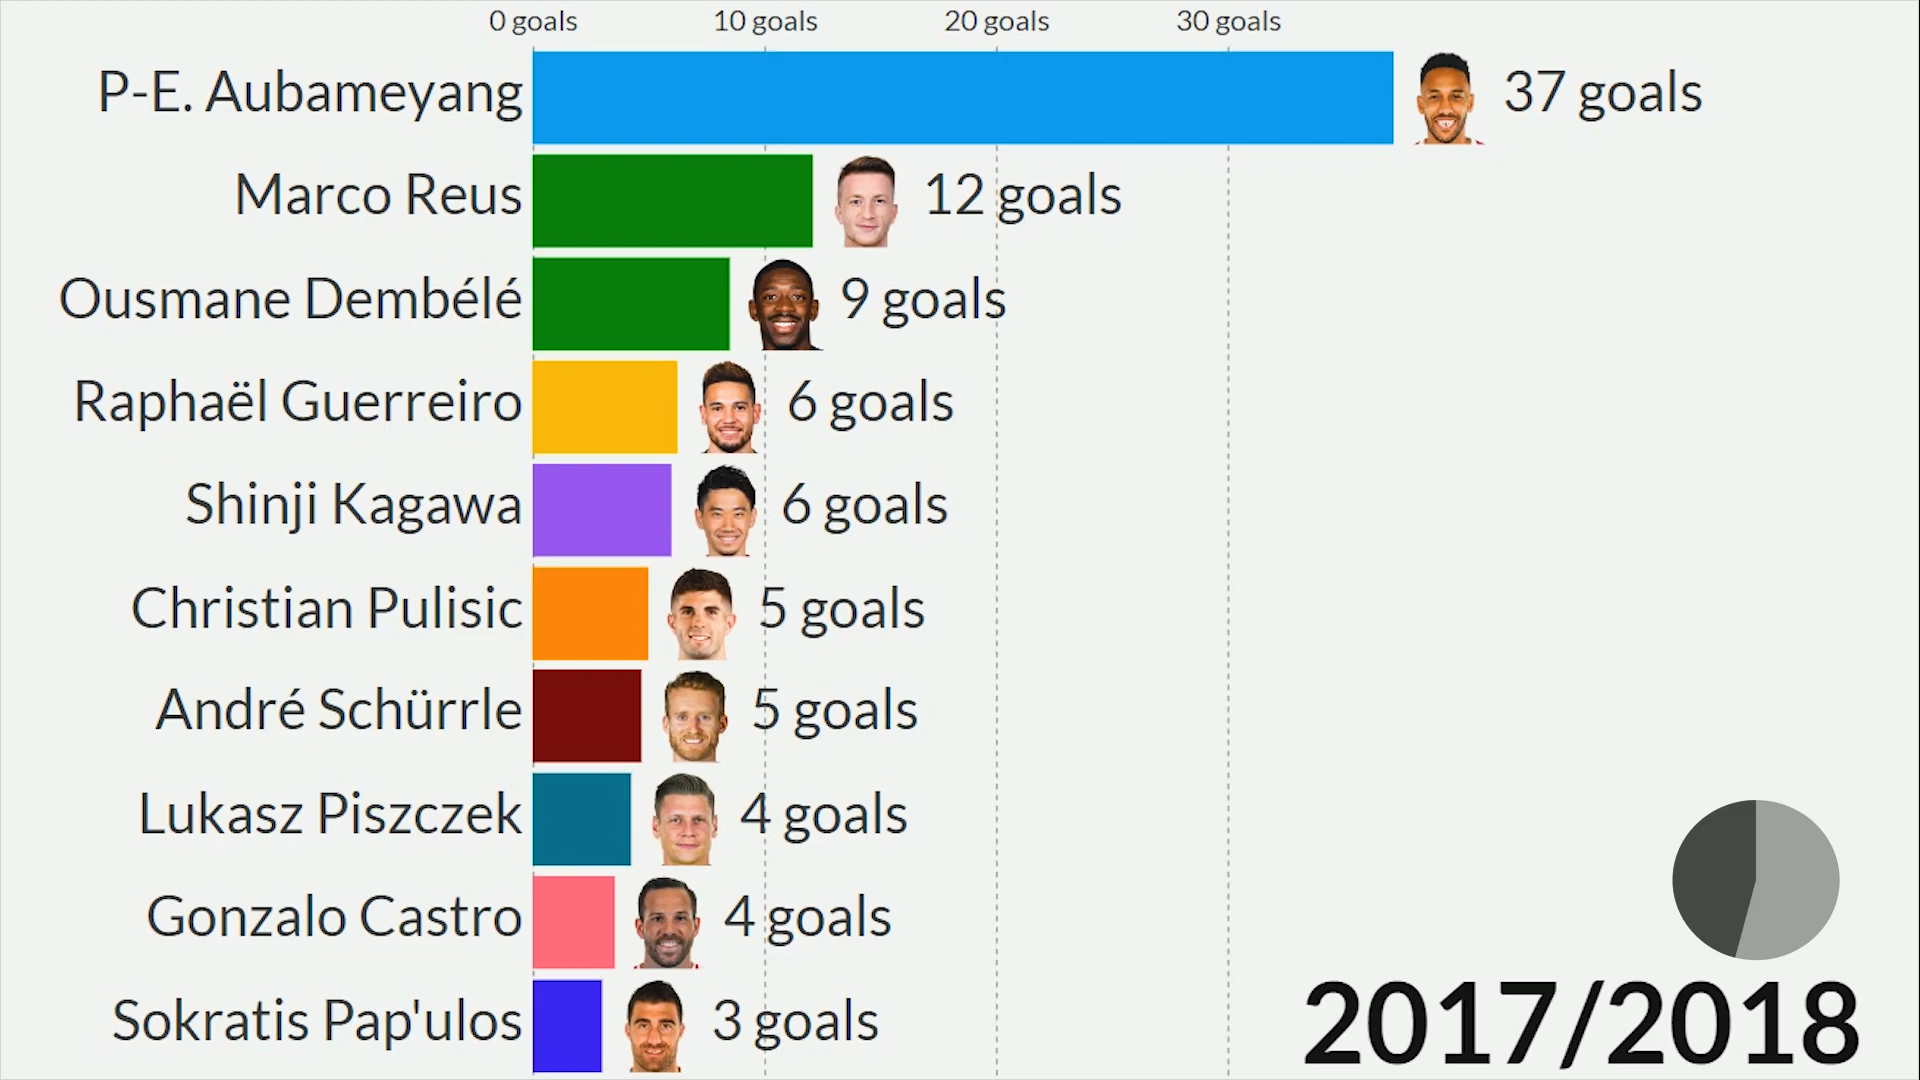 0 goals 10 goals 20 goals 30 goals
P-E. Aubameyang 37 goals
Marco Reus 12 goals
Ousmane Dembélé 9 goals
Raphaël Guerreiro 6 goals
Shinji Kagawa 6 goals
Christian Pulisic 5 goals
André Schürrle 5 goals
Lukasz Piszczek 4 goals
Gonzalo Castro 4 goals
Sokratis Pap'ulos 3 goals
2017/2018